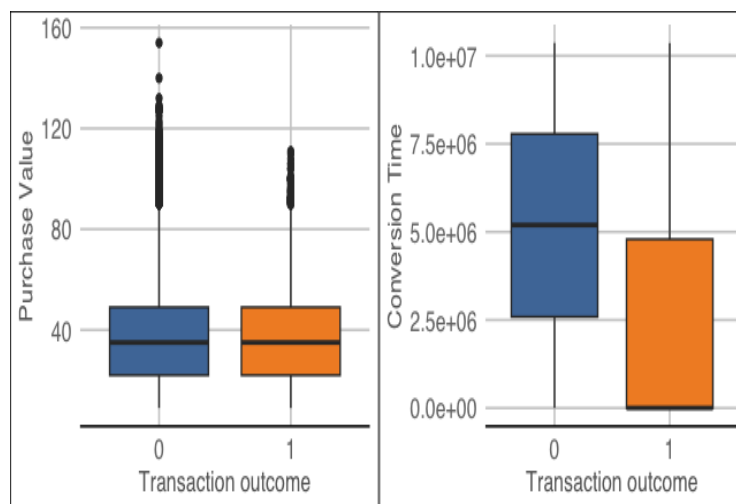 Purchase Value
160
120
80
40
0 1
Transaction outcome
Conversion Time
1.0e+07
7.5e+06
5.0e+06
2.5e+06
0.0e+00
0 1
Transaction outcome